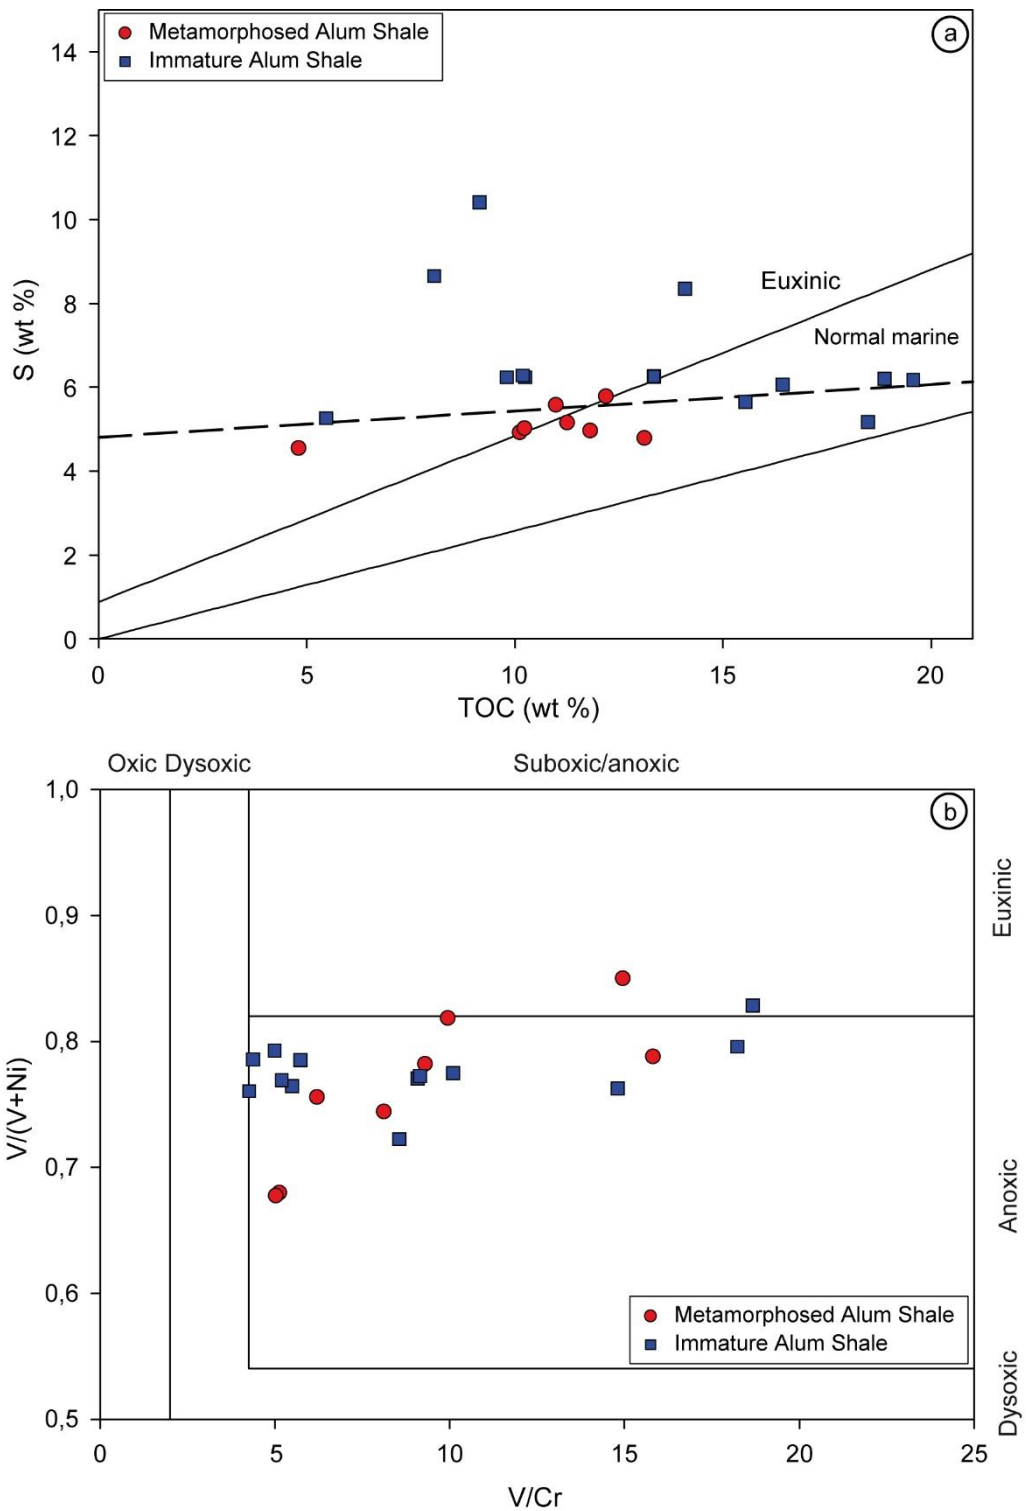 Metamorphosed Alum Shale
Immature Alum Shale
a
14
12
10
8
6
4
2
0
S (wt %)
Euxinic
Normal marine
0 5 10 15 20
TOC (wt %)
Oxic Dysoxic Suboxic/anoxic
b
1,0
0,9
0,8
0,7
0,6
0,5
V/(V+Ni)
Euxinic
Anoxic
Dysoxic
Metamorphosed Alum Shale
Immature Alum Shale
0 5 10 15 20 25
V/Cr